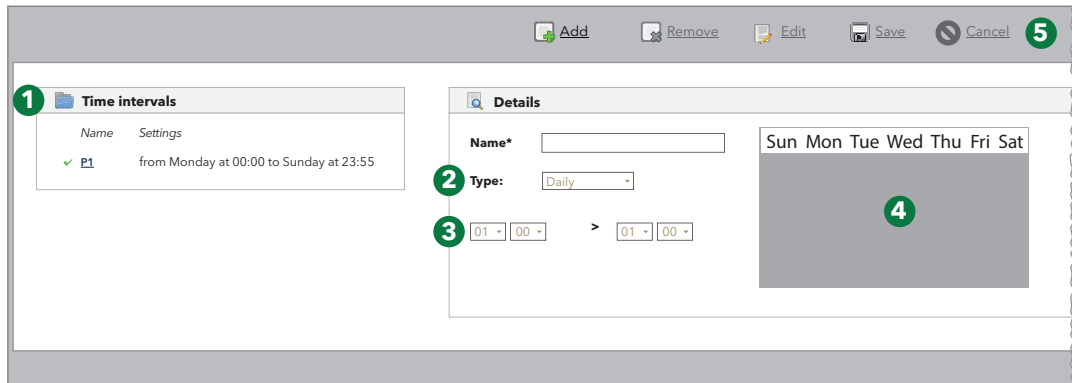 Add Remove Edit Save Cancel 5
1 Time intervals
Name Settings
P1 from Monday at 00:00 to Sunday at 23:55
Details
Name*
2 Type: Daily
3 01 00 > 01 00
Sun Mon Tue Wed Thu Fri Sat
4